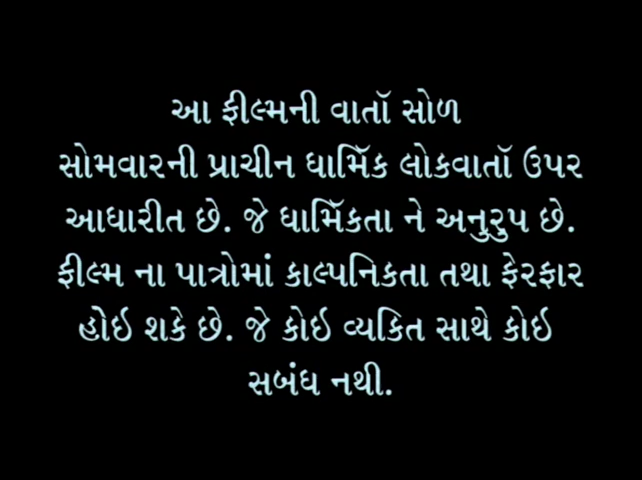 આ ફીલ્મની વાર્તા સોળ
સોમવારની પ્રાચીન ધાર્મિક લોકવાર્તા ઉપર
આધારીત છે. જે ધાર્મિકતા ને અનુરુપ છે.
ફીલ્મ ના પાત્રોમાં કાલ્પનિકતા તથા ફેરફાર
હોઇ શકે છે. જે કોઇ વ્યકિત સાથે કોઇ
સબંધ નથી.